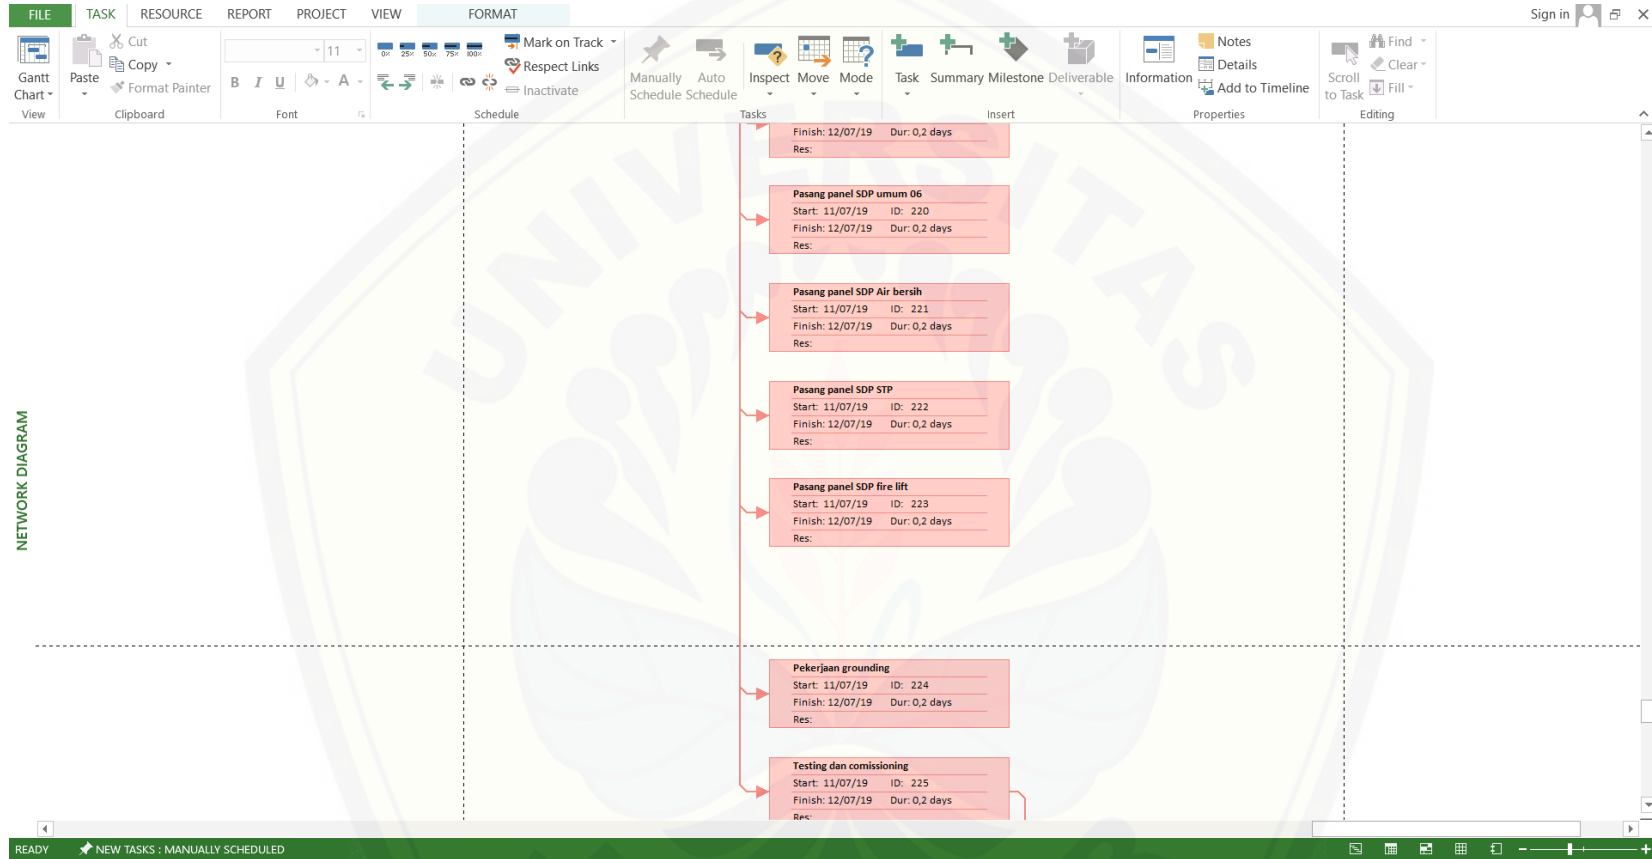 FILE TASK RESOURCE REPORT PROJECT VIEW FORMAT Sign in
Gantt Chart
View
Paste
Cut
Copy
Format Painter
Clipboard
11
B I U A
Font
0% 25% 50% 75% 100%
Mark on Track
Respect Links
Inactivate
Schedule
Manually Schedule
Auto Schedule
Inspect
Move
Mode
Tasks
Task
Summary
Milestone
Deliverable
Insert
Information
Notes
Details
Add to Timeline
Properties
Scroll to Task
Find
Clear
Fill
Editing
NETWORK DIAGRAM
UNIVERSITAS
Finish: 12/07/19 Dur: 0,2 days
Res:
Pasang panel SDP umum 06
Start: 11/07/19 ID: 220
Finish: 12/07/19 Dur: 0,2 days
Res:
Pasang panel SDP Air bersih
Start: 11/07/19 ID: 221
Finish: 12/07/19 Dur: 0,2 days
Res:
Pasang panel SDP STP
Start: 11/07/19 ID: 222
Finish: 12/07/19 Dur: 0,2 days
Res:
Pasang panel SDP fire lift
Start: 11/07/19 ID: 223
Finish: 12/07/19 Dur: 0,2 days
Res:
Pekerjaan grounding
Start: 11/07/19 ID: 224
Finish: 12/07/19 Dur: 0,2 days
Res:
Testing dan comissioning
Start: 11/07/19 ID: 225
Finish: 12/07/19 Dur: 0,2 days
Res:
READY NEW TASKS : MANUALLY SCHEDULED